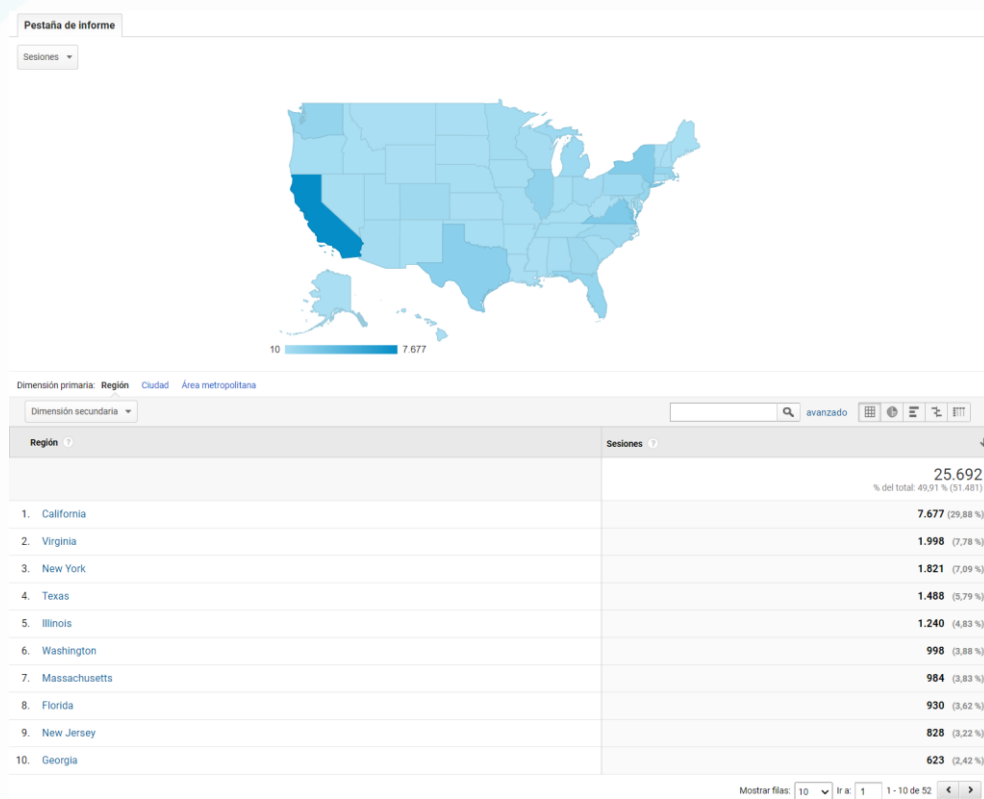 Pestaña de informe
Sesiones
10 7.677
Dimensión primaria: Región Ciudad Área metropolitana
Dimensión secundaria avanzado
Región ? Sesiones ?
25.692
% del total: 49,91 % (51.481)
1. California 7.677 (29,88 %)
2. Virginia 1.998 (7,78 %)
3. New York 1.821 (7,09 %)
4. Texas 1.488 (5,79 %)
5. Illinois 1.240 (4,83 %)
6. Washington 998 (3,88 %)
7. Massachusetts 984 (3,83 %)
8. Florida 930 (3,62 %)
9. New Jersey 828 (3,22 %)
10. Georgia 623 (2,42 %)
Mostrar filas: 10 Ir a: 1 1 - 10 de 52